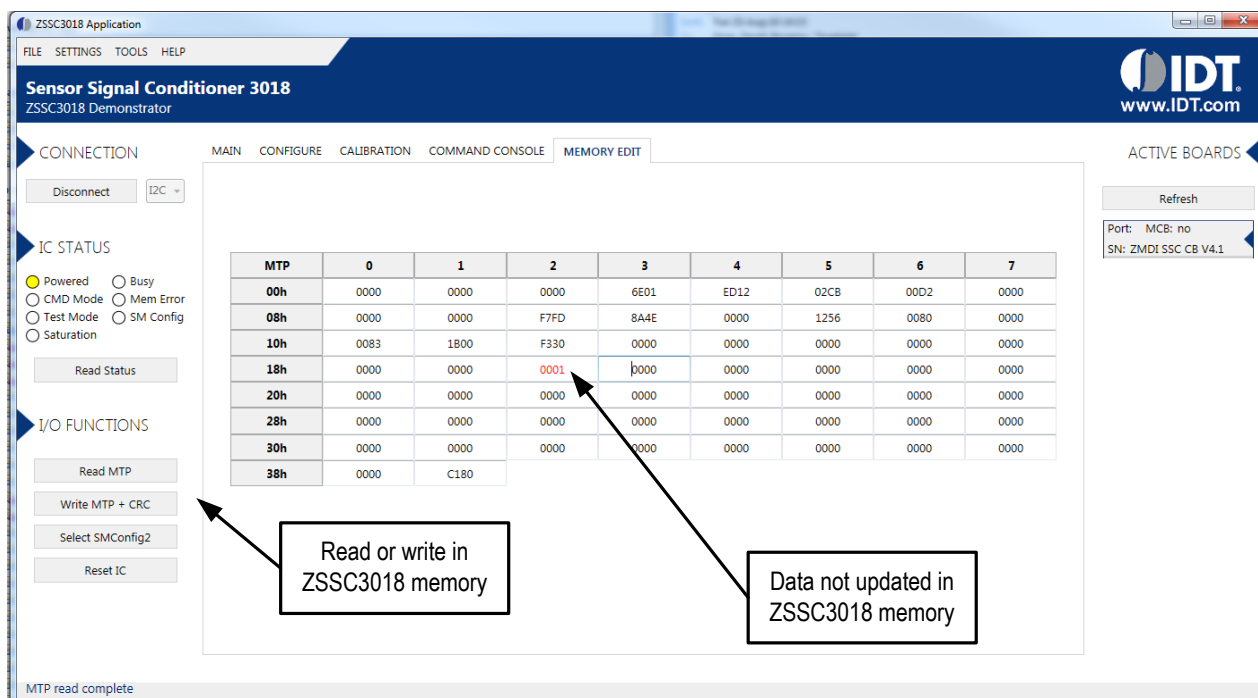 ZSSC3018 Application
FILE SETTINGS TOOLS HELP
Sensor Signal Conditioner 3018
ZSSC3018 Demonstrator
IDT
www.IDT.com
CONNECTION
Disconnect I2C
IC STATUS
Powered Busy
CMD Mode Mem Error
Test Mode SM Config
Saturation
Read Status
I/O FUNCTIONS
Read MTP
Write MTP + CRC
Select SMConfig2
Reset IC
MAIN CONFIGURE CALIBRATION COMMAND CONSOLE MEMORY EDIT
MTP 0 1 2 3 4 5 6 7
00h 0000 0000 0000 6E01 ED12 02CB 00D2 0000
08h 0000 0000 F7FD 8A4E 0000 1256 0080 0000
10h 0083 1B00 F330 0000 0000 0000 0000 0000
18h 0000 0000 0001 0000 0000 0000 0000 0000
20h 0000 0000 0000 0000 0000 0000 0000 0000
28h 0000 0000 0000 0000 0000 0000 0000 0000
30h 0000 0000 0000 0000 0000 0000 0000 0000
38h 0000 C180
Read or write in
ZSSC3018 memory
Data not updated in
ZSSC3018 memory
ACTIVE BOARDS
Refresh
Port: MCB: no
SN: ZMDI SSC CB V4.1
MTP read complete